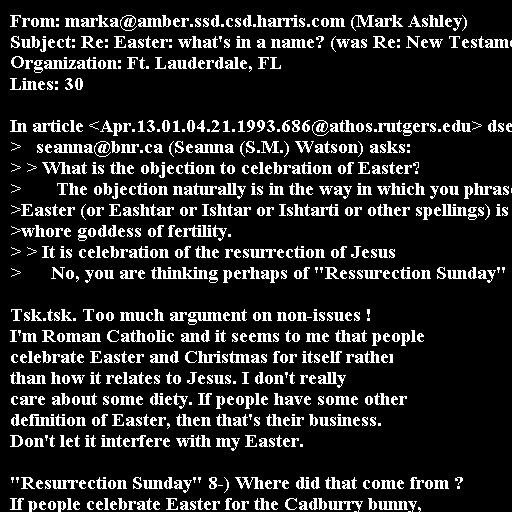 From: marka@amber.ssd.csd.harris.com (Mark Ashley)
Subject: Re: Easter: what's in a name? (was Re: New Testame
Organization: Ft. Lauderdale, FL
Lines: 30

In article <Apr.13.01.04.21.1993.686@athos.rutgers.edu> dse
>   seanna@bnr.ca (Seanna (S.M.) Watson) asks:
> > What is the objection to celebration of Easter?
>       The objection naturally is in the way in which you phras
>Easter (or Eashtar or Ishtar or Ishtarti or other spellings) is
>whore goddess of fertility.
> > It is celebration of the resurrection of Jesus
>      No, you are thinking perhaps of "Ressurection Sunday"

Tsk.tsk. Too much argument on non-issues !
I'm Roman Catholic and it seems to me that people
celebrate Easter and Christmas for itself rather
than how it relates to Jesus. I don't really
care about some diety. If people have some other
definition of Easter, then that's their business.
Don't let it interfere with my Easter.

"Resurrection Sunday" 8-) Where did that come from ?
If people celebrate Easter for the Cadburry bunny,